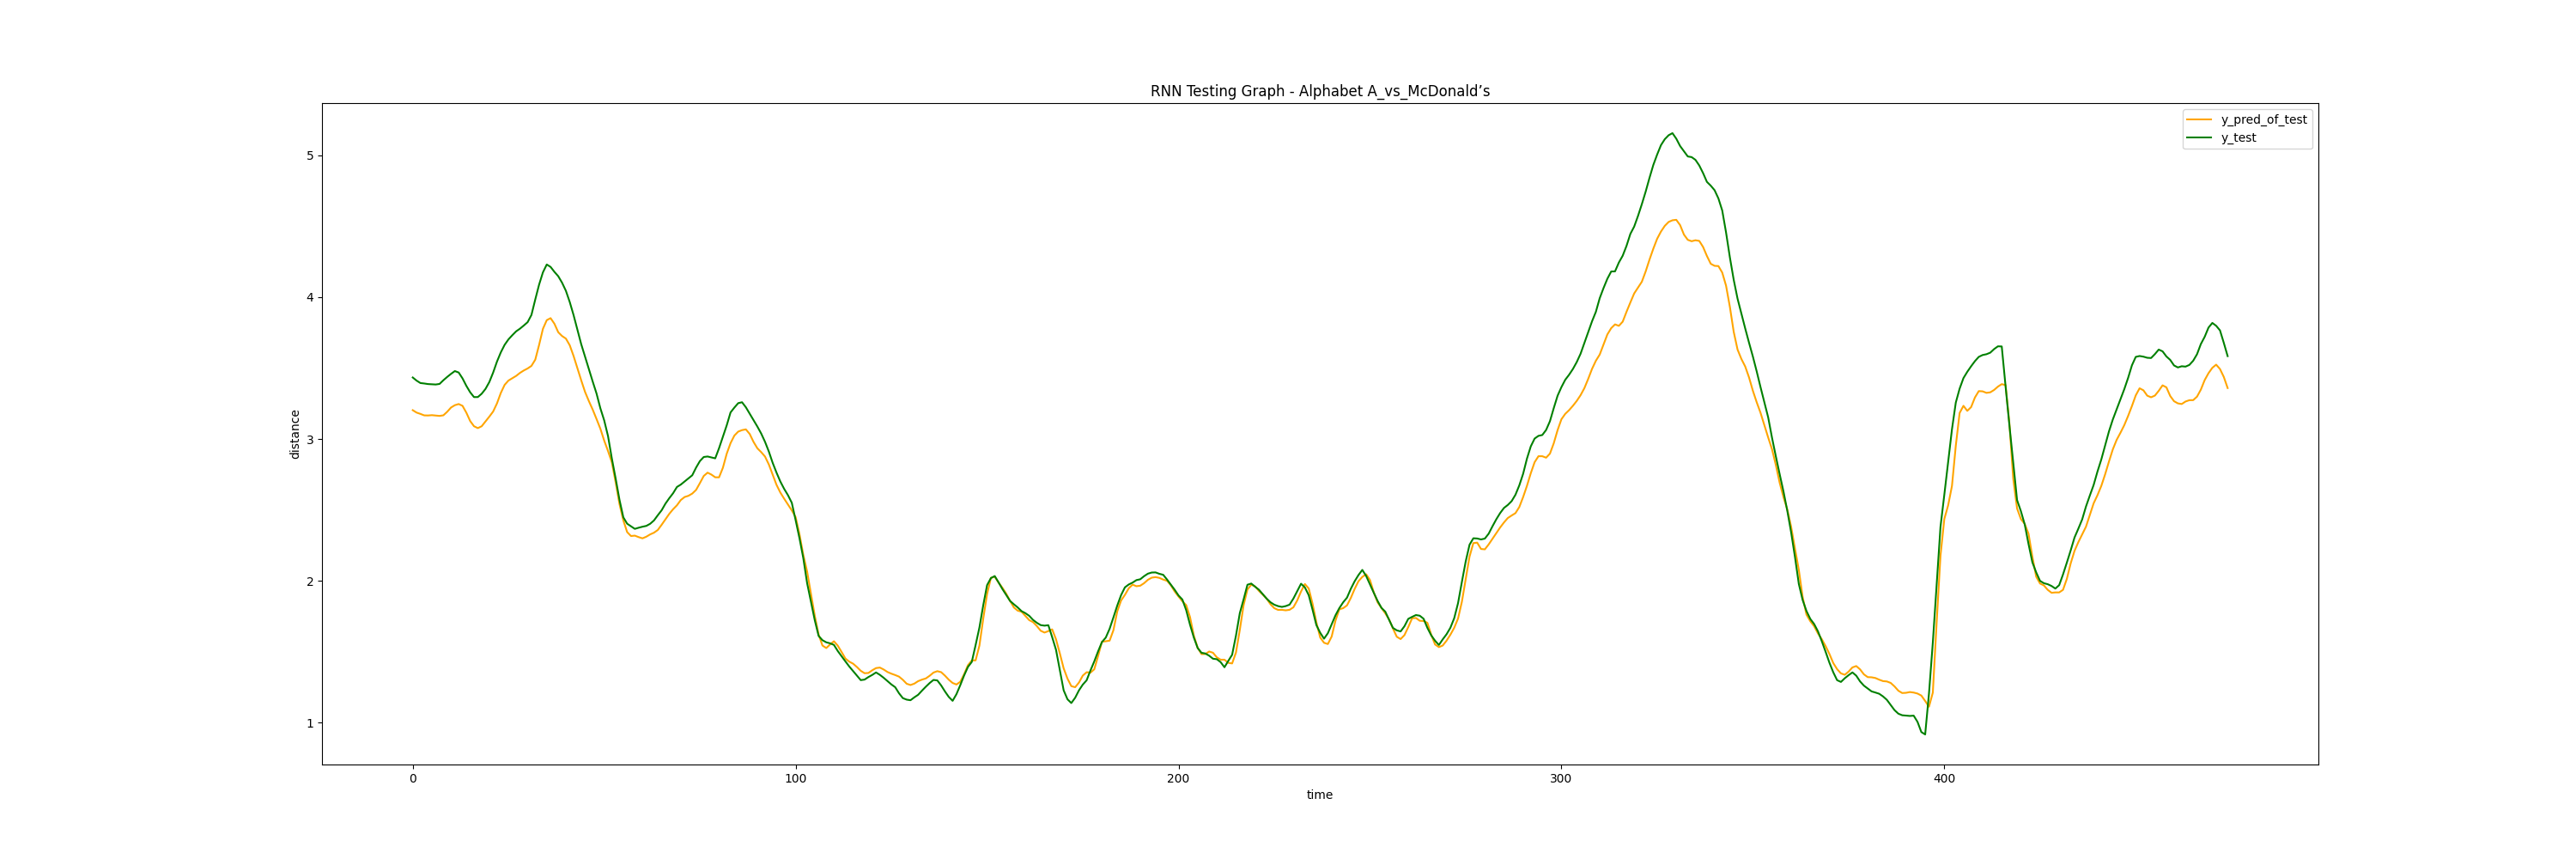 RNN Testing Graph - Alphabet A_vs_McDonald’s
y_pred_of_test
y_test
distance
5
4
3
2
1
0 100 200 300 400
time